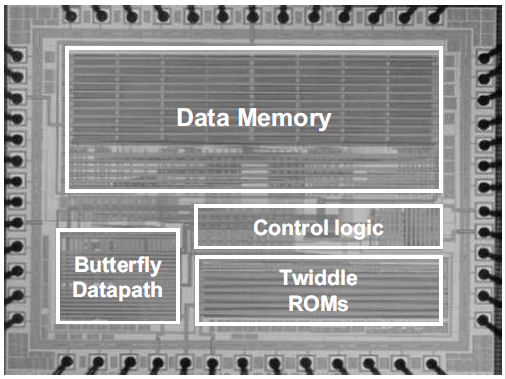 Data Memory
Control logic
Butterfly
Datapath
Twiddle
ROMs